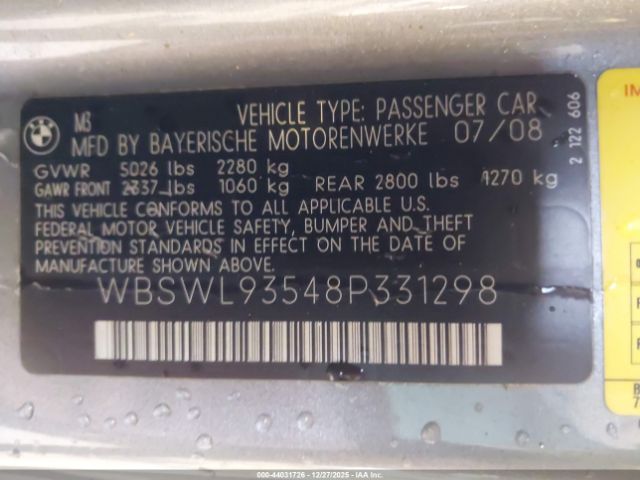 BMW
M3
VEHICLE TYPE: PASSENGER CAR
MFD BY BAYERISCHE MOTORENWERKE 07/08
GVWR 5026 lbs 2280 kg
GAWR FRONT 2337 lbs 1060 kg REAR 2800 lbs 1270 kg
THIS VEHICLE CONFORMS TO ALL APPLICABLE U.S.
FEDERAL MOTOR VEHICLE SAFETY, BUMPER AND THEFT
PREVENTION STANDARDS IN EFFECT ON THE DATE OF
MANUFACTURE SHOWN ABOVE.
WBSWL93548P331298
2 122 606
IM
000-44031726 - 12/27/2025 - IAA Inc.